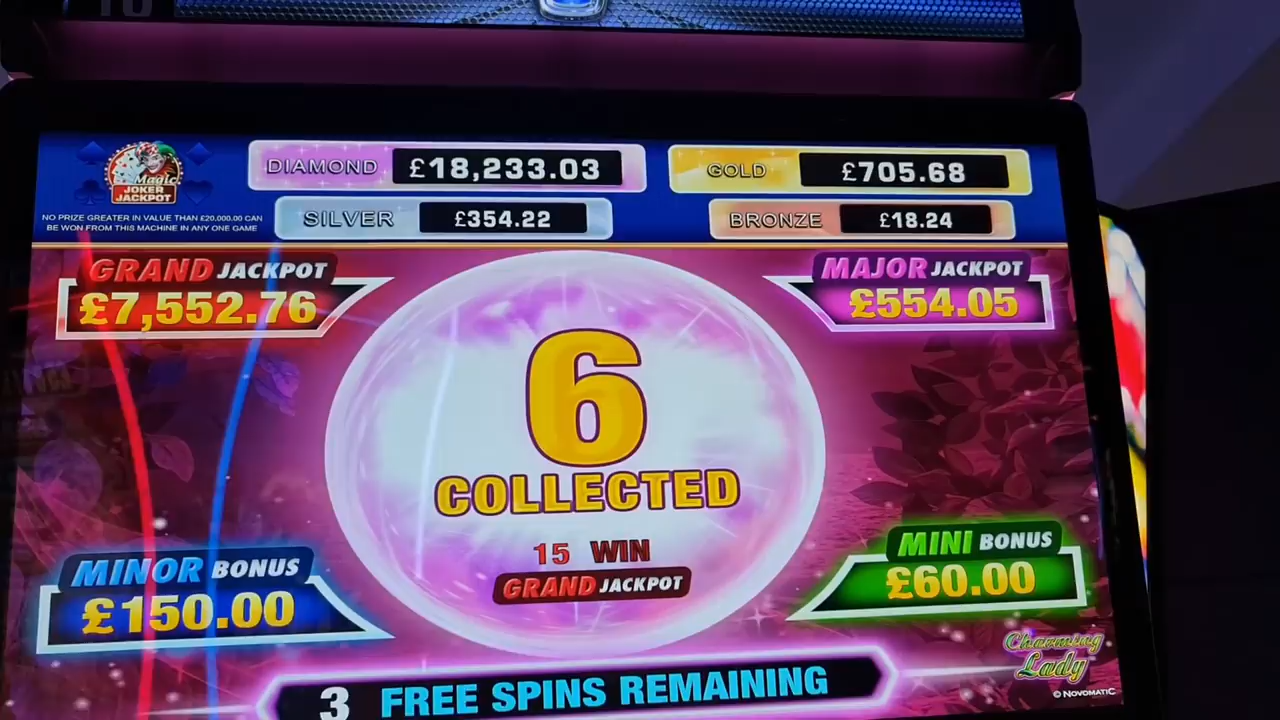 DIAMOND £18,233.03
GOLD £705.68
Magic
JOKER
JACKPOT
SILVER £354.22
BRONZE £18.24
NO PRIZE GREATER IN VALUE THAN £20,000.00 CAN
BE WON FROM THIS MACHINE IN ANY ONE GAME
GRAND JACKPOT
£7,552.76
MAJOR JACKPOT
£554.05
6
COLLECTED
15 WIN
GRAND JACKPOT
MINOR BONUS
£150.00
MINI BONUS
£60.00
Charming
Lady
© NOVOMATIC
3 FREE SPINS REMAINING